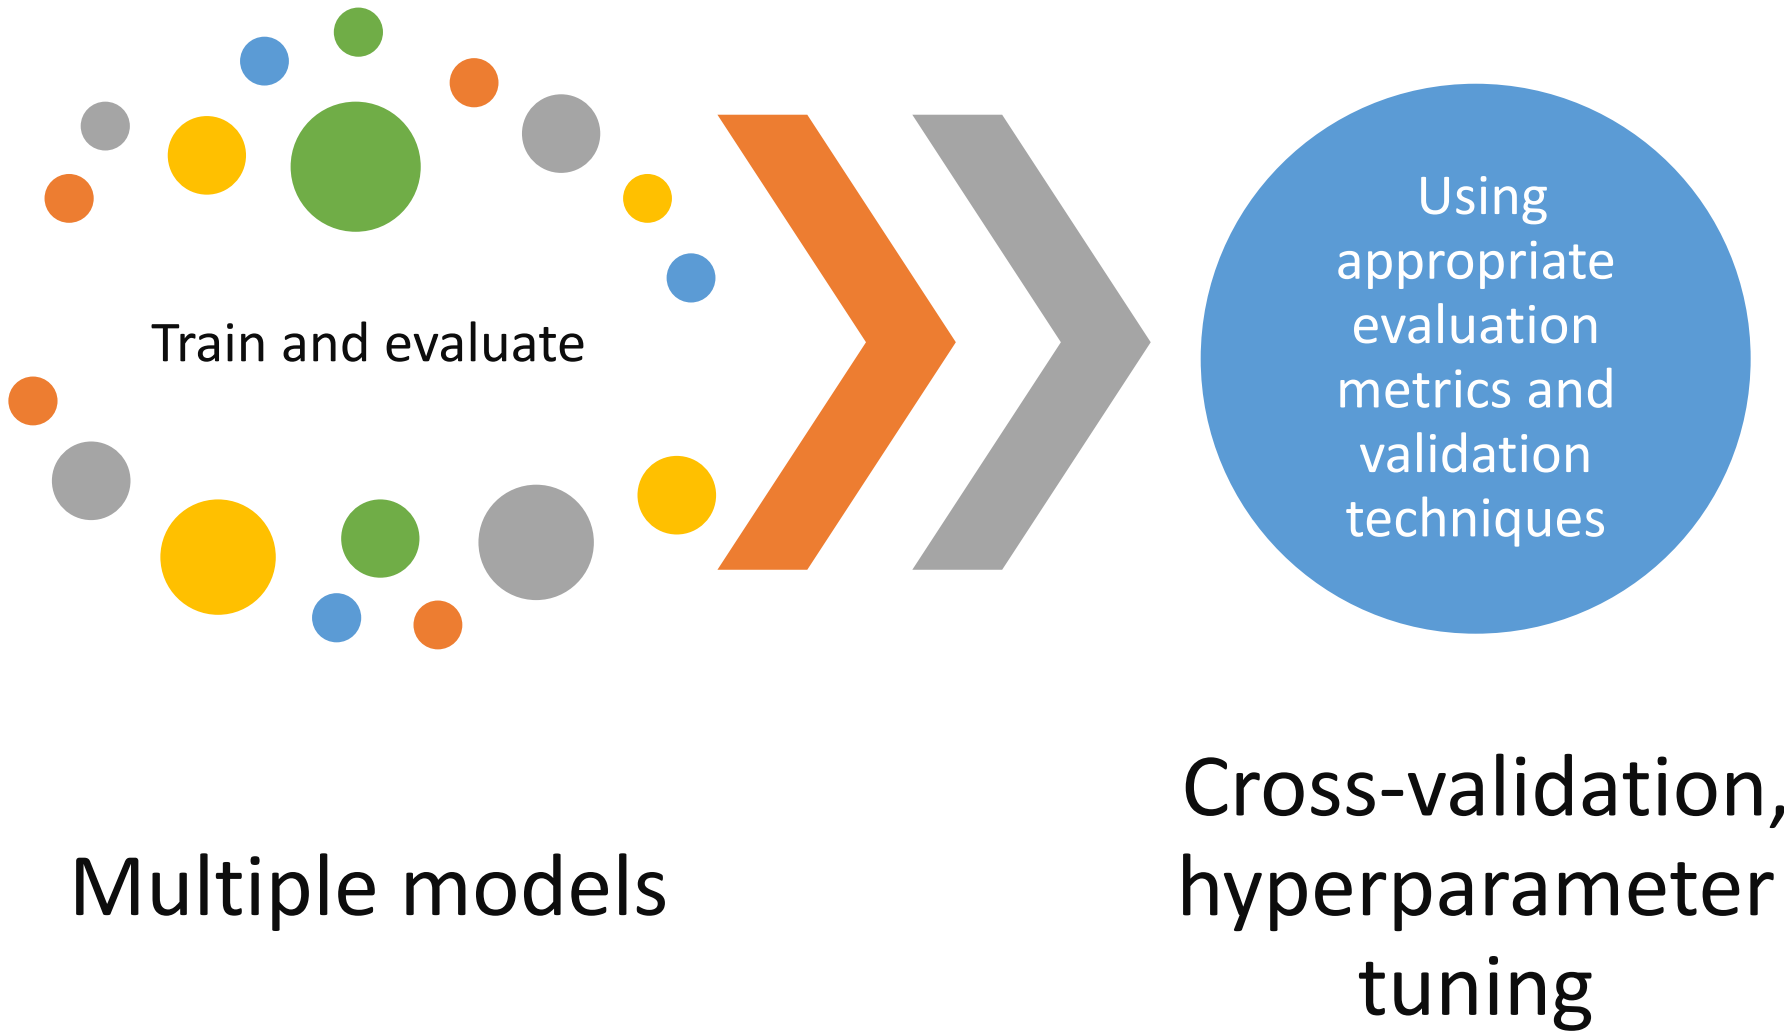 Train and evaluate
Multiple models
Using
appropriate
evaluation
metrics and
validation
techniques
Cross-validation,
hyperparameter
tuning